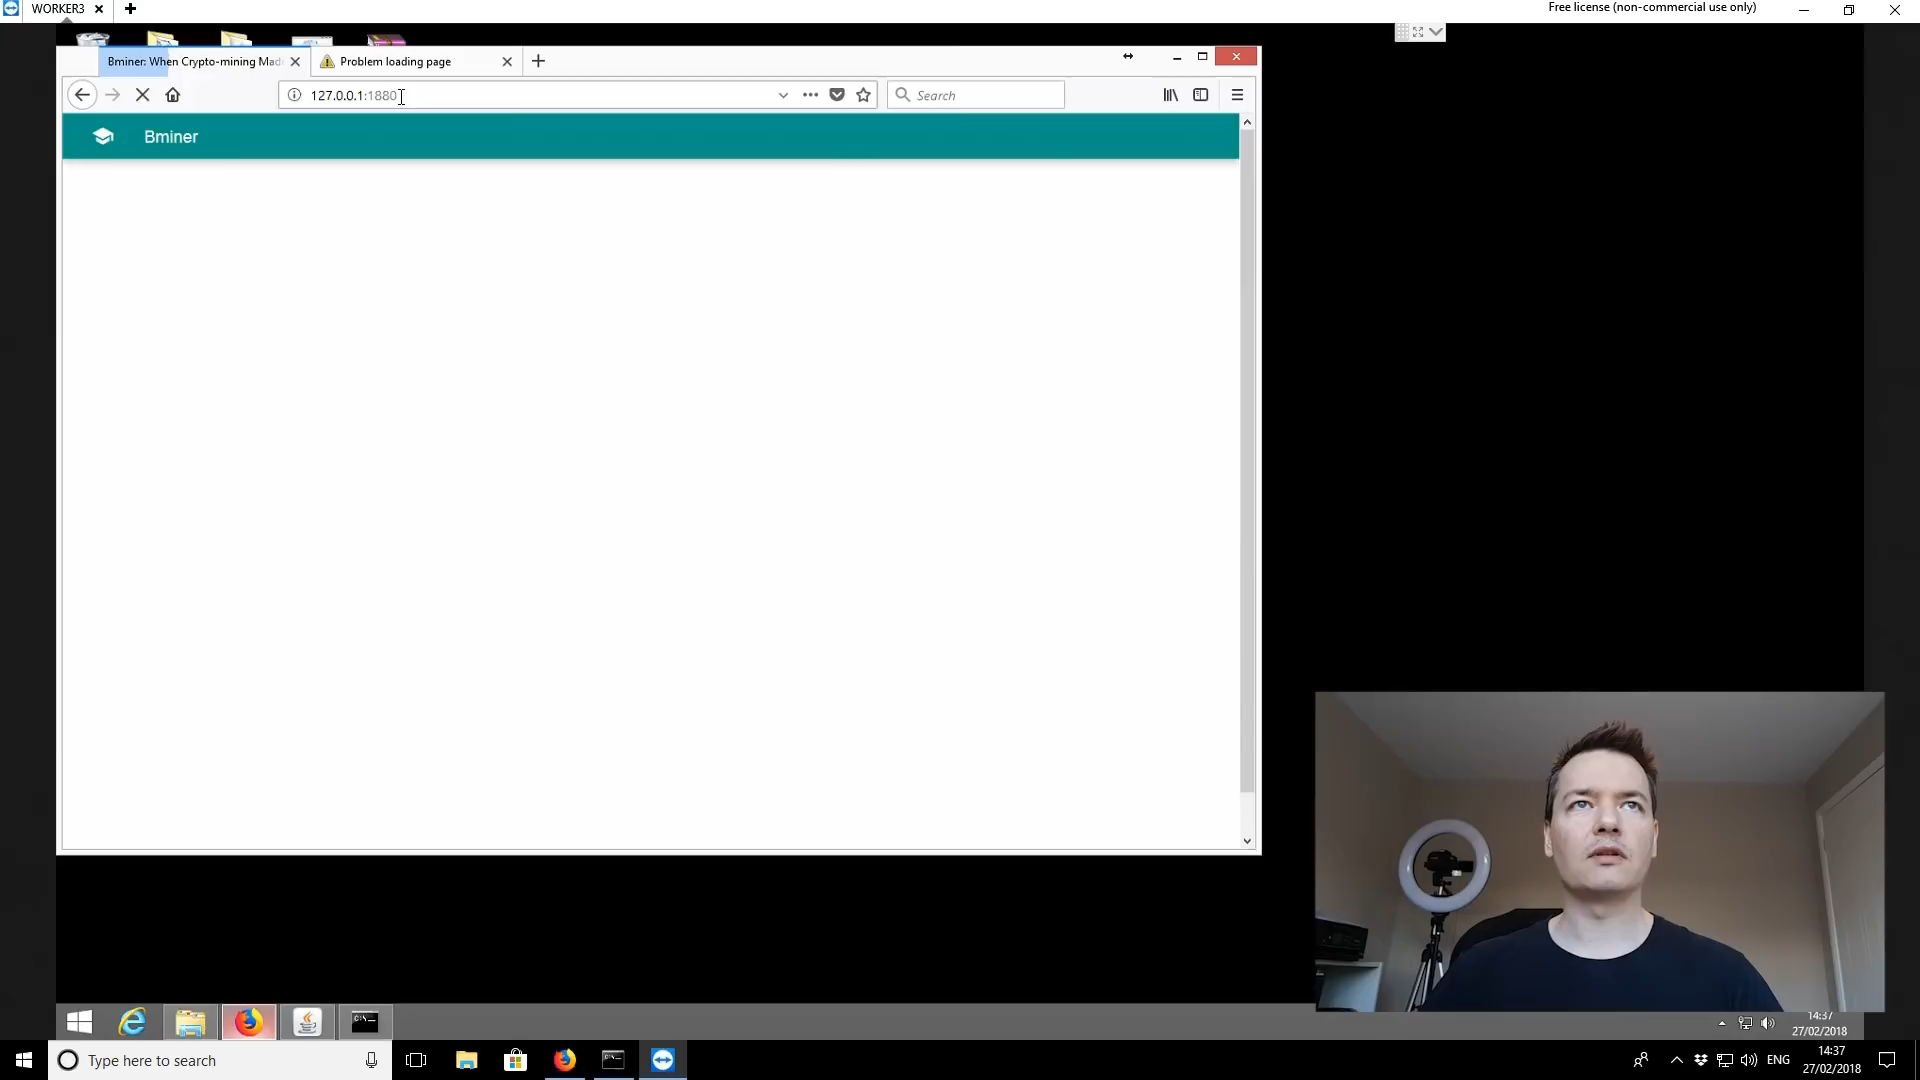 WORKER3
Free license (non-commercial use only)
Bminer: When Crypto-mining Mad
Problem loading page
127.0.0.1:1880
Search
Bminer
14:37
27/02/2018
Type here to search
ENG
14:37
27/02/2018